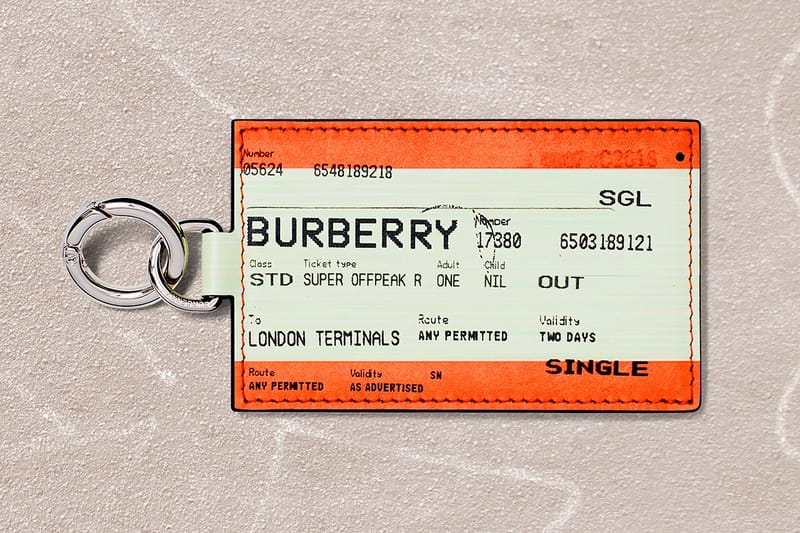 Number
05624 6548189218
SGL
BURBERRY
Number
17380 6503189121
Class Ticket type Adult Child
STD SUPER OFFPEAK R ONE NIL OUT
To Route Validity
LONDON TERMINALS ANY PERMITTED TWO DAYS
SINGLE
Route Validity SN
ANY PERMITTED AS ADVERTISED